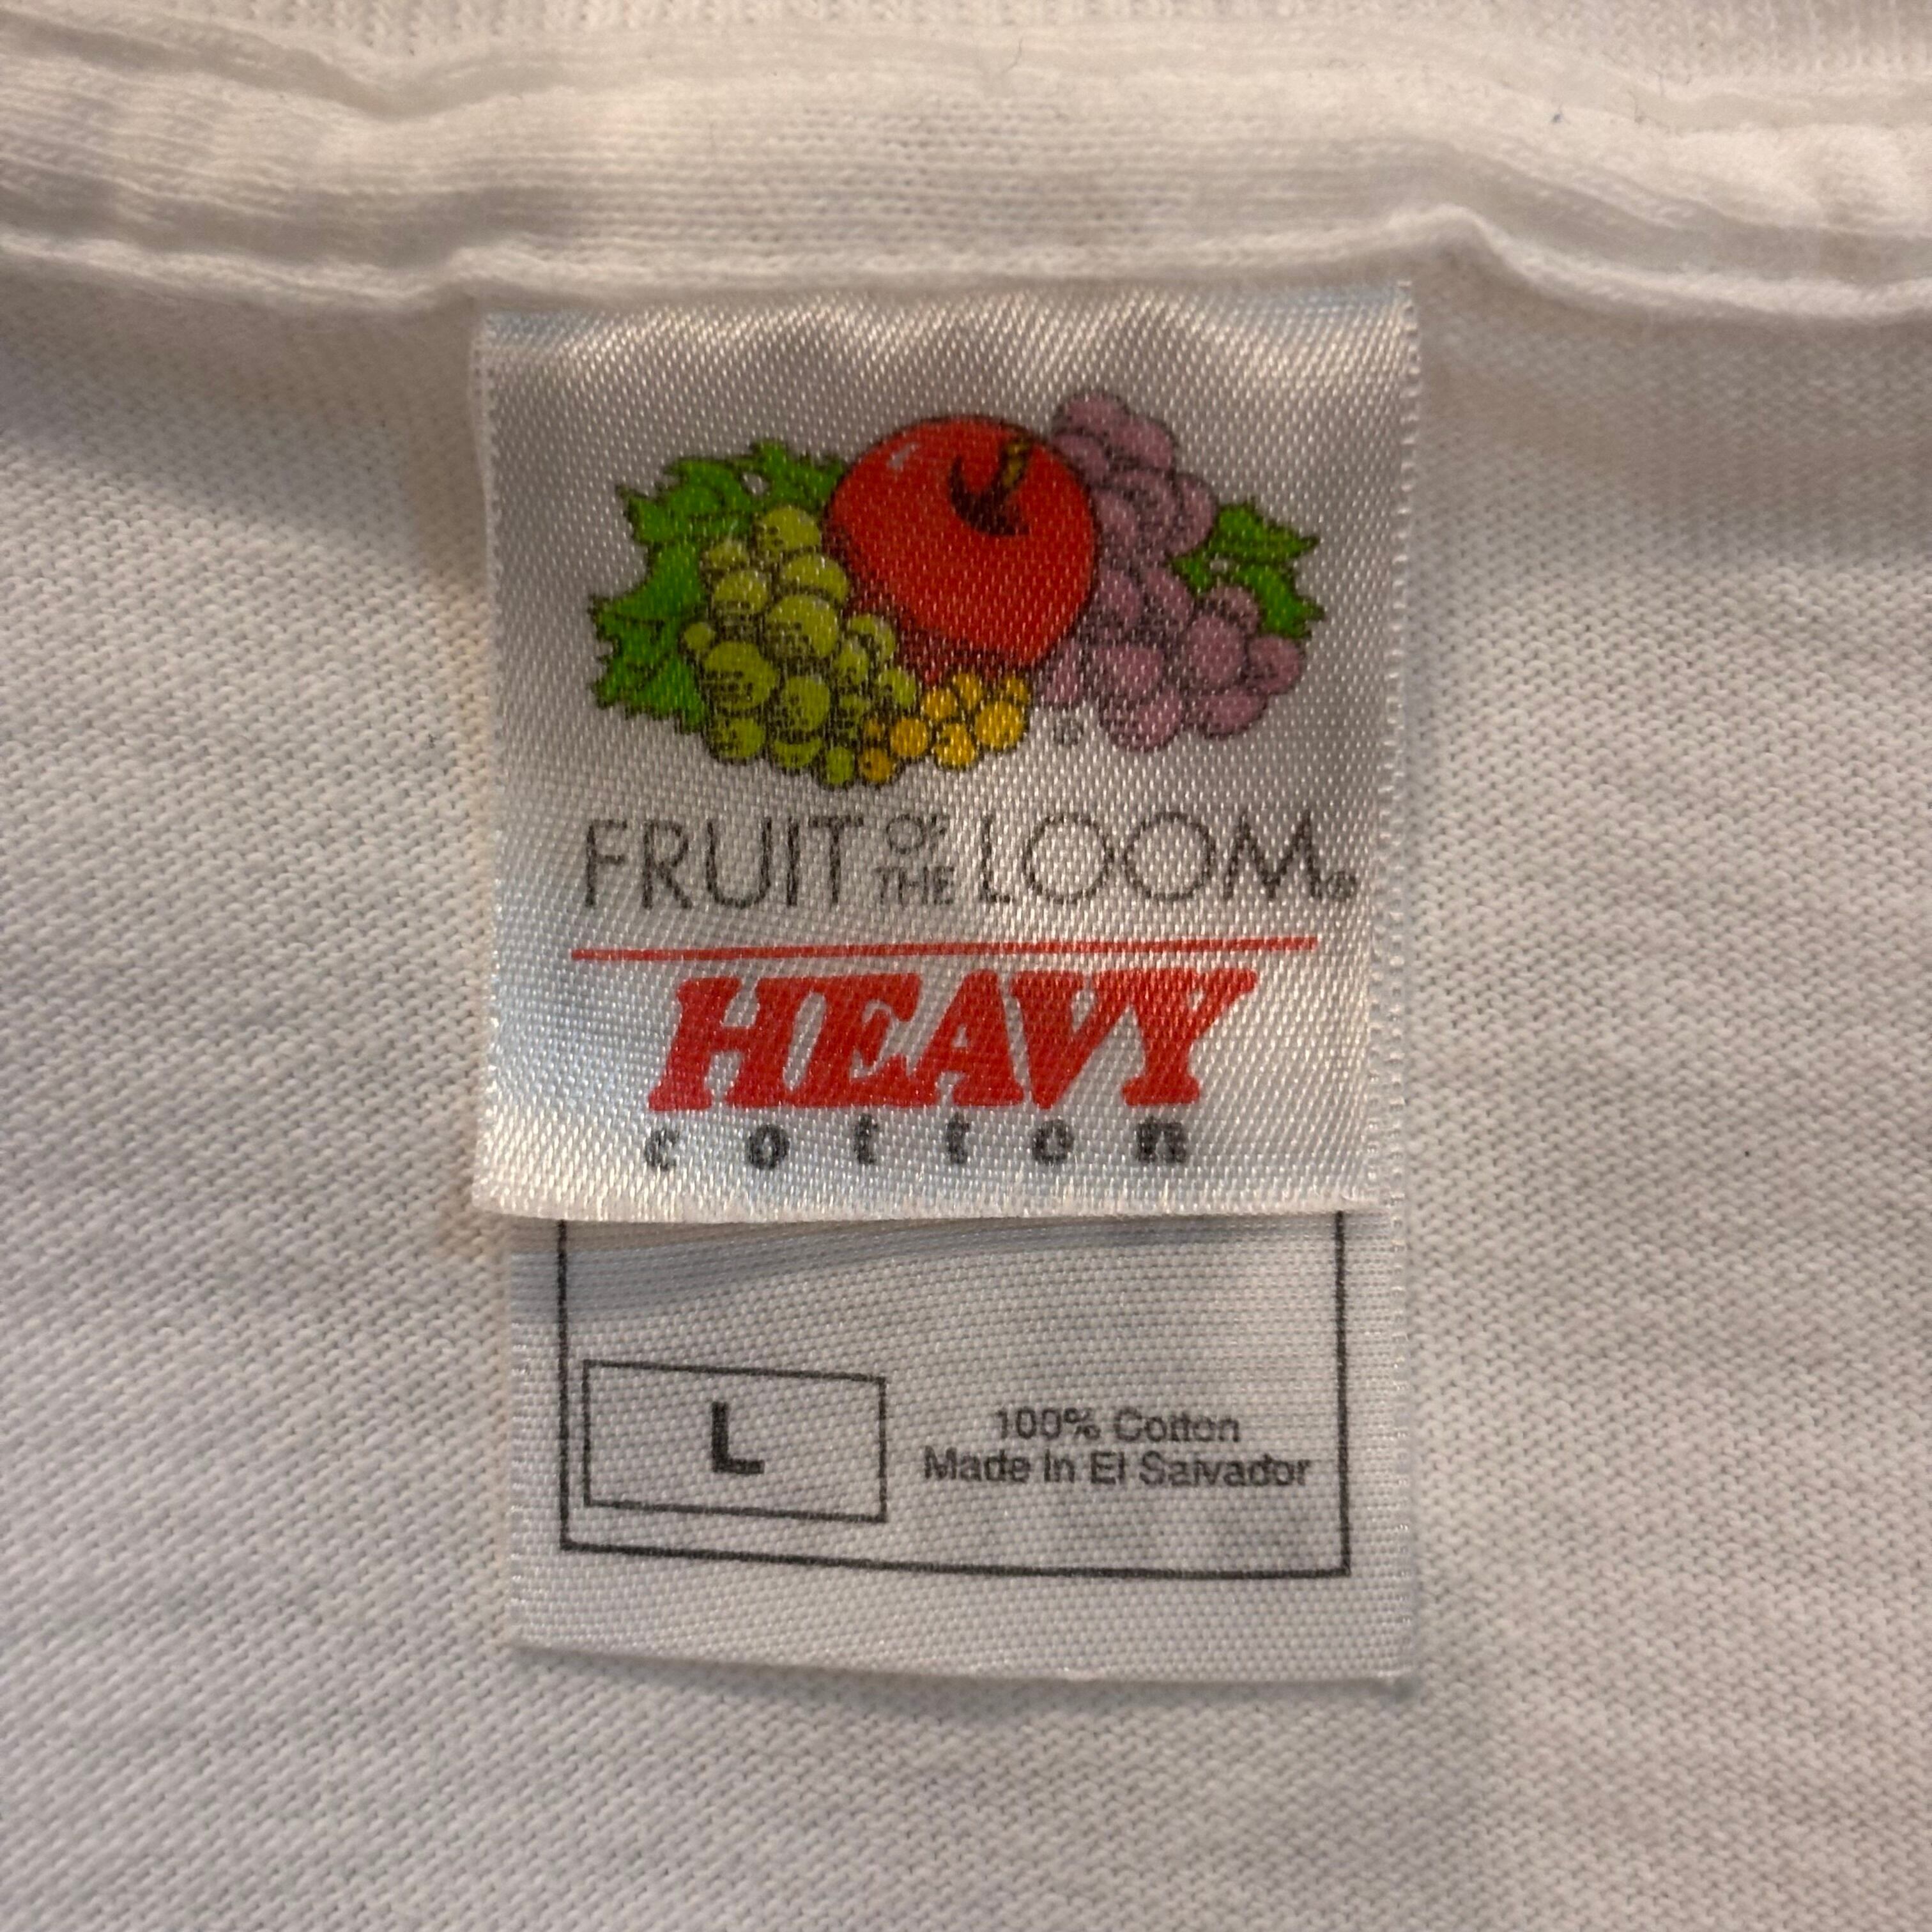 ®
FRUIT OF THE LOOM®
HEAVY
cotton
L
100% Cotton
Made in El Salvador